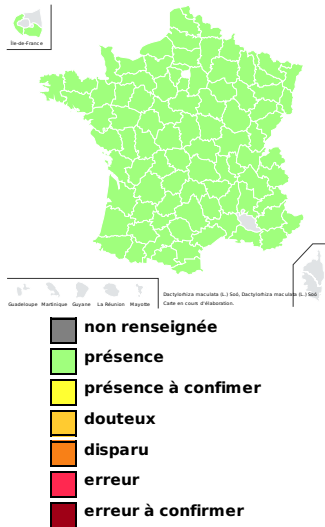 Île-de-France
Guadeloupe Martinique Guyane La Réunion Mayotte
Dactylorhiza maculata (L.) Soó, Dactylorhiza maculata (L.) Soó
Carte en cours d'élaboration.
non renseignée
présence
présence à confimer
douteux
disparu
erreur
erreur à confirmer